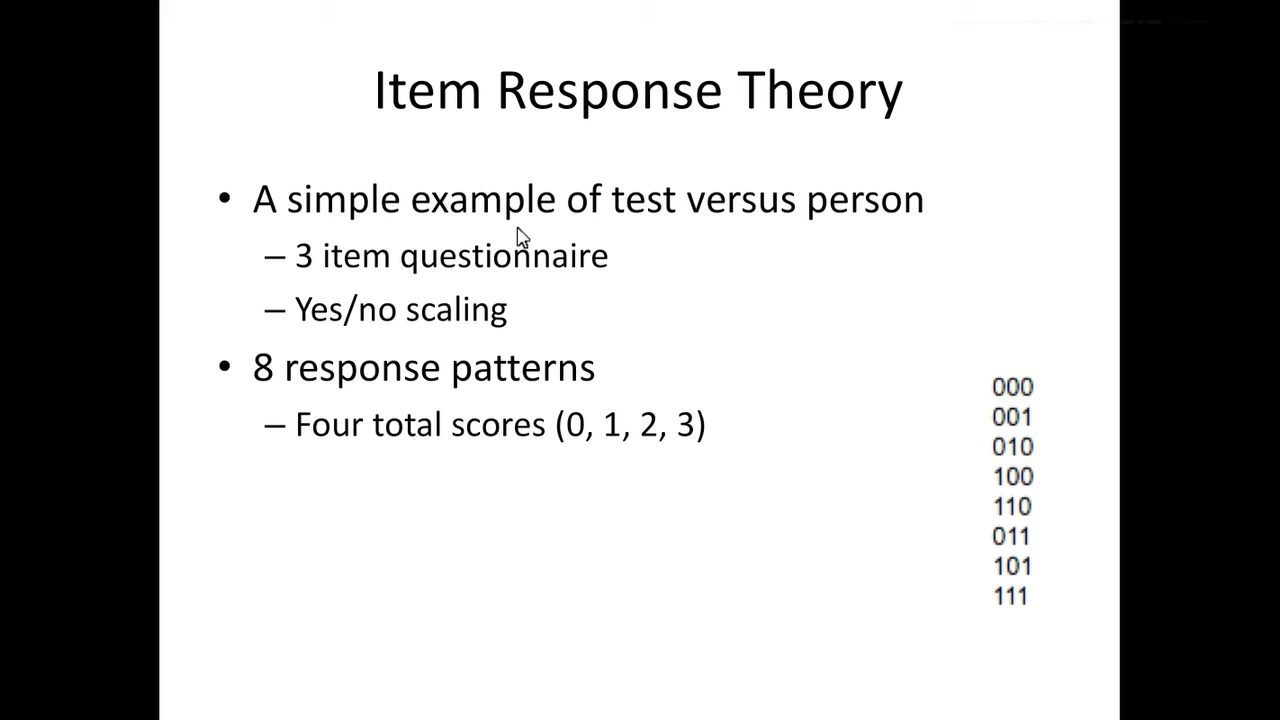 Item Response Theory
• A simple example of test versus person
– 3 item questionnaire
– Yes/no scaling
• 8 response patterns
– Four total scores (0, 1, 2, 3)
000
001
010
100
110
011
101
111